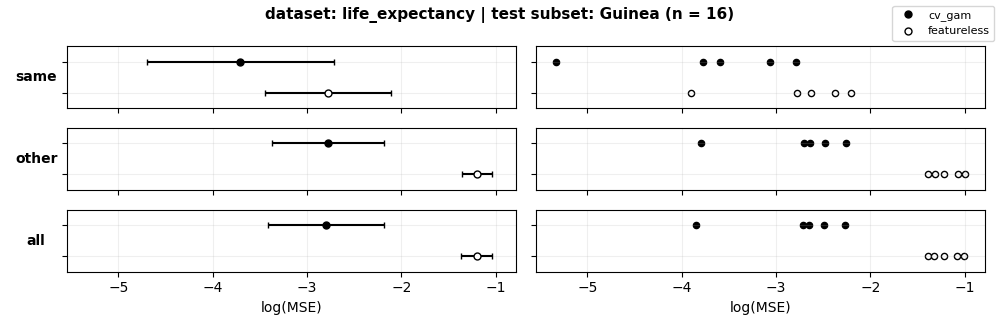 dataset: life_expectancy | test subset: Guinea (n = 16)
cv_gam
featureless
same
other
all
−5 −4 −3 −2 −1
−5 −4 −3 −2 −1
log(MSE)
log(MSE)